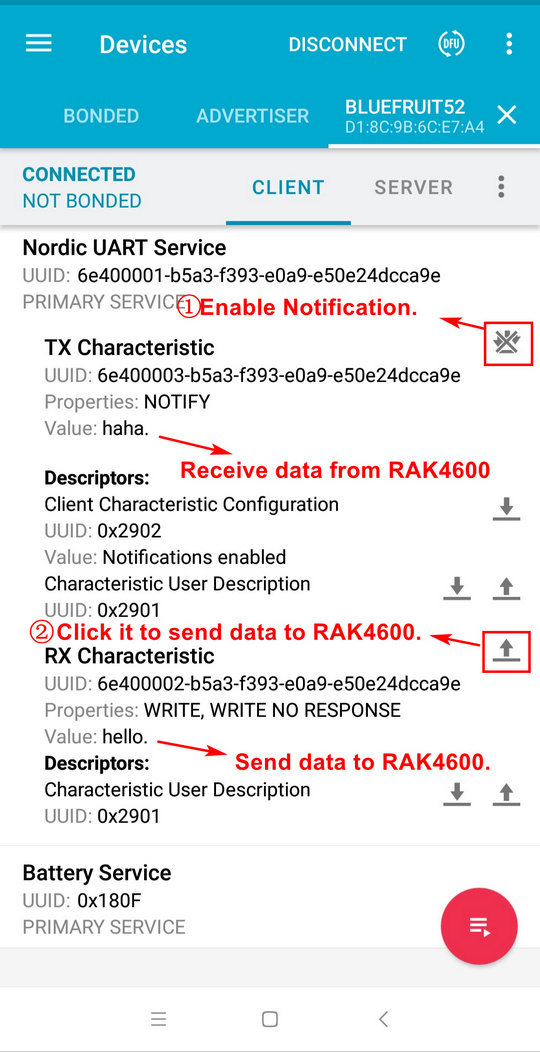 Devices
DISCONNECT
DFU
BONDED
ADVERTISER
BLUEFRUIT52
D1:8C:9B:6C:E7:A4
CONNECTED
NOT BONDED
CLIENT
SERVER
Nordic UART Service
UUID: 6e400001-b5a3-f393-e0a9-e50e24dcca9e
PRIMARY SERVICE
①Enable Notification.
TX Characteristic
UUID: 6e400003-b5a3-f393-e0a9-e50e24dcca9e
Properties: NOTIFY
Value: haha.
Receive data from RAK4600
Descriptors:
Client Characteristic Configuration
UUID: 0x2902
Value: Notifications enabled
Characteristic User Description
UUID: 0x2901
②Click it to send data to RAK4600.
RX Characteristic
UUID: 6e400002-b5a3-f393-e0a9-e50e24dcca9e
Properties: WRITE, WRITE NO RESPONSE
Value: hello.
Send data to RAK4600.
Descriptors:
Characteristic User Description
UUID: 0x2901
Battery Service
UUID: 0x180F
PRIMARY SERVICE